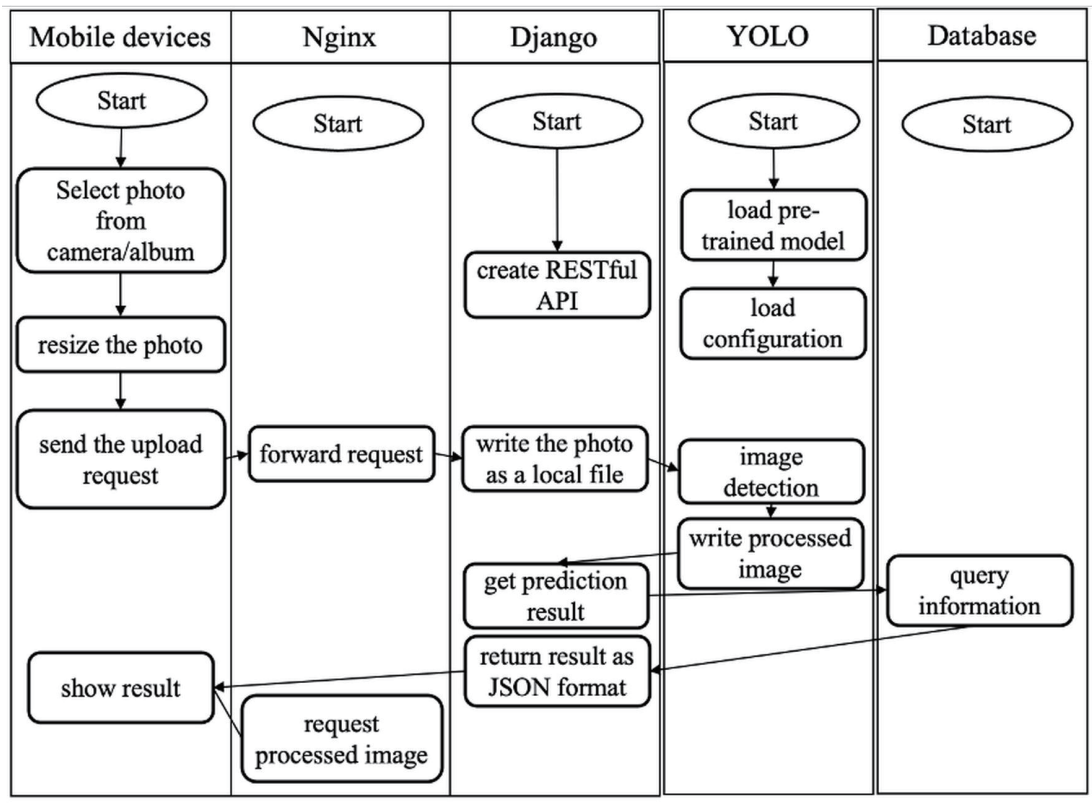 Mobile devices
Nginx
Django
YOLO
Database
Start
Select photo
from
camera/album
resize the photo
send the upload
request
show result
Start
forward request
request
processed image
Start
create RESTful
API
write the photo
as a local file
get prediction
result
return result as
JSON format
Start
load pre-
trained model
load
configuration
image
detection
write processed
image
Start
query
information